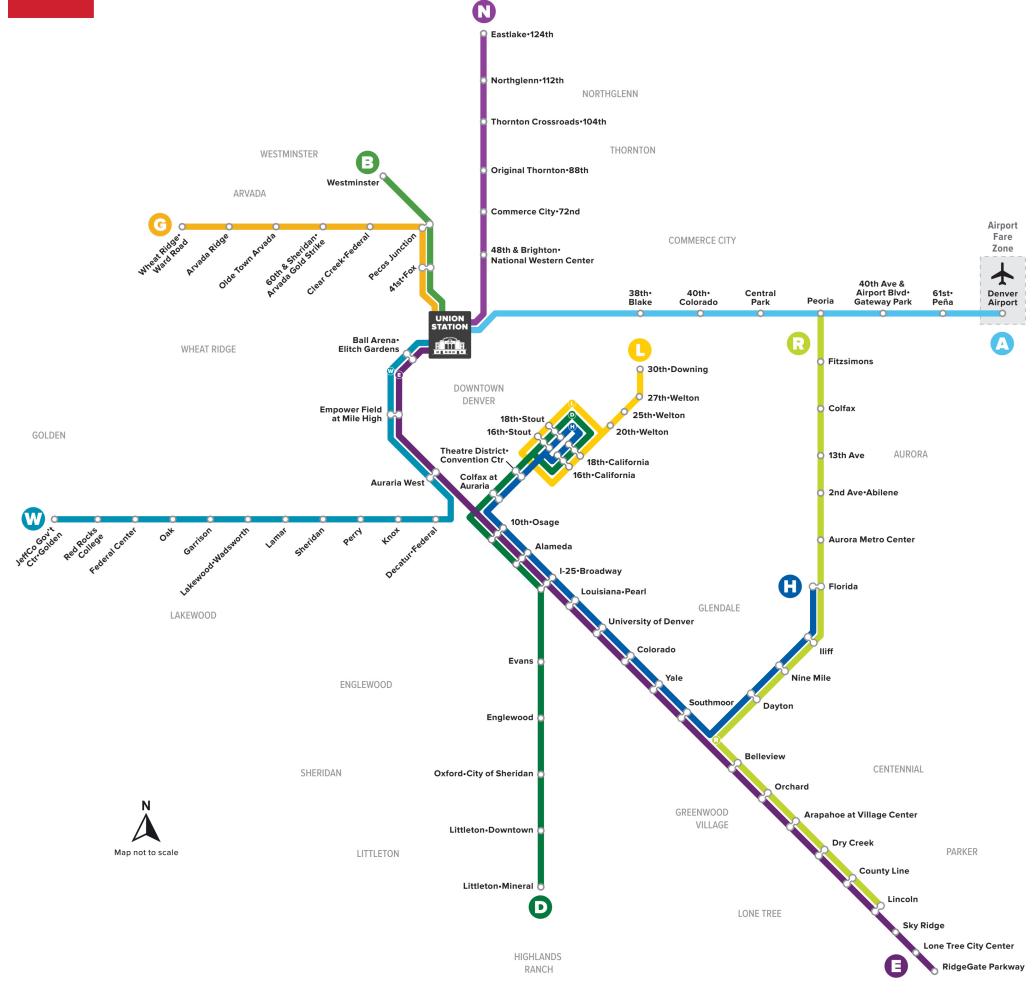 N
Eastlake•124th
Northglenn•112th
NORTHGLENN
Thornton Crossroads•104th
THORNTON
WESTMINSTER
B
Westminster
Original Thornton•88th
ARVADA
G
Commerce City•72nd
COMMERCE CITY
Airport
Fare
Zone
Wheat Ridge•
Ward Road
Arvada Ridge
Olde Town Arvada
60th & Sheridan•
Arvada Gold Strike
Clear Creek•Federal
Pecos Junction
41st•Fox
48th & Brighton•
National Western Center
38th•
Blake
40th•
Colorado
Central
Park
Peoria
40th Ave &
Airport Blvd•
Gateway Park
61st•
Peña
Denver
Airport
UNION
STATION
R
A
WHEAT RIDGE
Ball Arena•
Elitch Gardens
W
E
L
Fitzsimons
30th•Downing
DOWNTOWN
DENVER
27th•Welton
Colfax
25th•Welton
20th•Welton
L
D
H
18th•Stout
16th•Stout
Empower Field
at Mile High
GOLDEN
Theatre District•
Convention Ctr
18th•California
16th•California
13th Ave
AURORA
Auraria West
Colfax at
Auraria
2nd Ave•Abilene
W
JeffCo Gov't
Ctr•Golden
Red Rocks
College
Federal Center
Oak
Garrison
Lakewood•Wadsworth
Lamar
Sheridan
Perry
Knox
Decatur•Federal
10th•Osage
Alameda
Aurora Metro Center
I-25•Broadway
H
Florida
Louisiana•Pearl
GLENDALE
LAKEWOOD
University of Denver
Iliff
Colorado
Evans
Nine Mile
Yale
ENGLEWOOD
Southmoor
Dayton
Englewood
R
Belleview
SHERIDAN
Oxford•City of Sheridan
CENTENNIAL
Orchard
N
Map not to scale
GREENWOOD
VILLAGE
Arapahoe at Village Center
Littleton•Downtown
Dry Creek
LITTLETON
PARKER
County Line
Littleton•Mineral
Lincoln
D
LONE TREE
Sky Ridge
Lone Tree City Center
HIGHLANDS
RANCH
E
RidgeGate Parkway